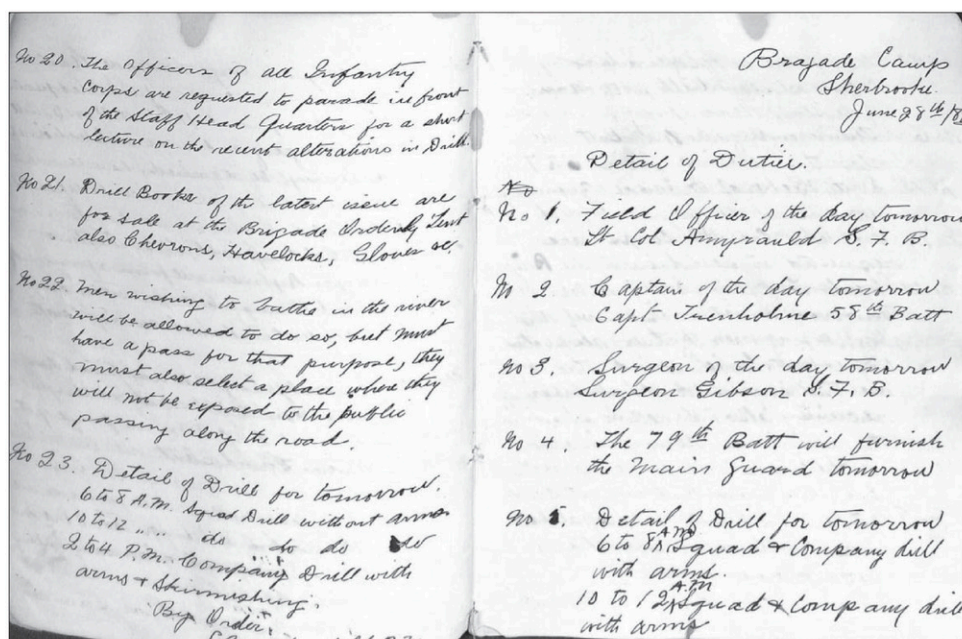 No 20. The Officers of all Infantry
Corps are requested to parade in front
of the Staff Head Quarters for a short
lecture on the recent alterations in Drill.
No 21. Drill Books of the latest issue are
for sale at the Brigade Orderly Tent
also Chevrons, Havelocks, Gloves &c.
No 22. Men wishing to bathe in the river
will be allowed to do so, but must
have a pass for that purpose, they
must also select a place where they
will not be exposed to the public
passing along the road.
No 23. Detail of Drill for tomorrow.
6 to 8 A.M. Squad Drill without arms
10 to 12 " " do do do do
2 to 4 P.M. Company Drill with
arms & Skirmishing.
By Order.
Bragade Camp
Sherbrooke.
June 28th /8
Detail of Duties.
No
No 1. Field Officer of the day tomorrow
Lt Col Amyrauld S. F. B.
No 2. Captain of the day tomorrow
Capt Trenholme 58th Batt
No 3. Surgeon of the day tomorrow
Surgeon Gibson S. F. B.
No 4. The 79th Batt will furnish
the Main Guard tomorrow
No 5. Detail of Drill for tomorrow
6 to 8 A.M. Squad & Company drill
with arms.
10 to 12 A.M. Squad & Company drill
with arms